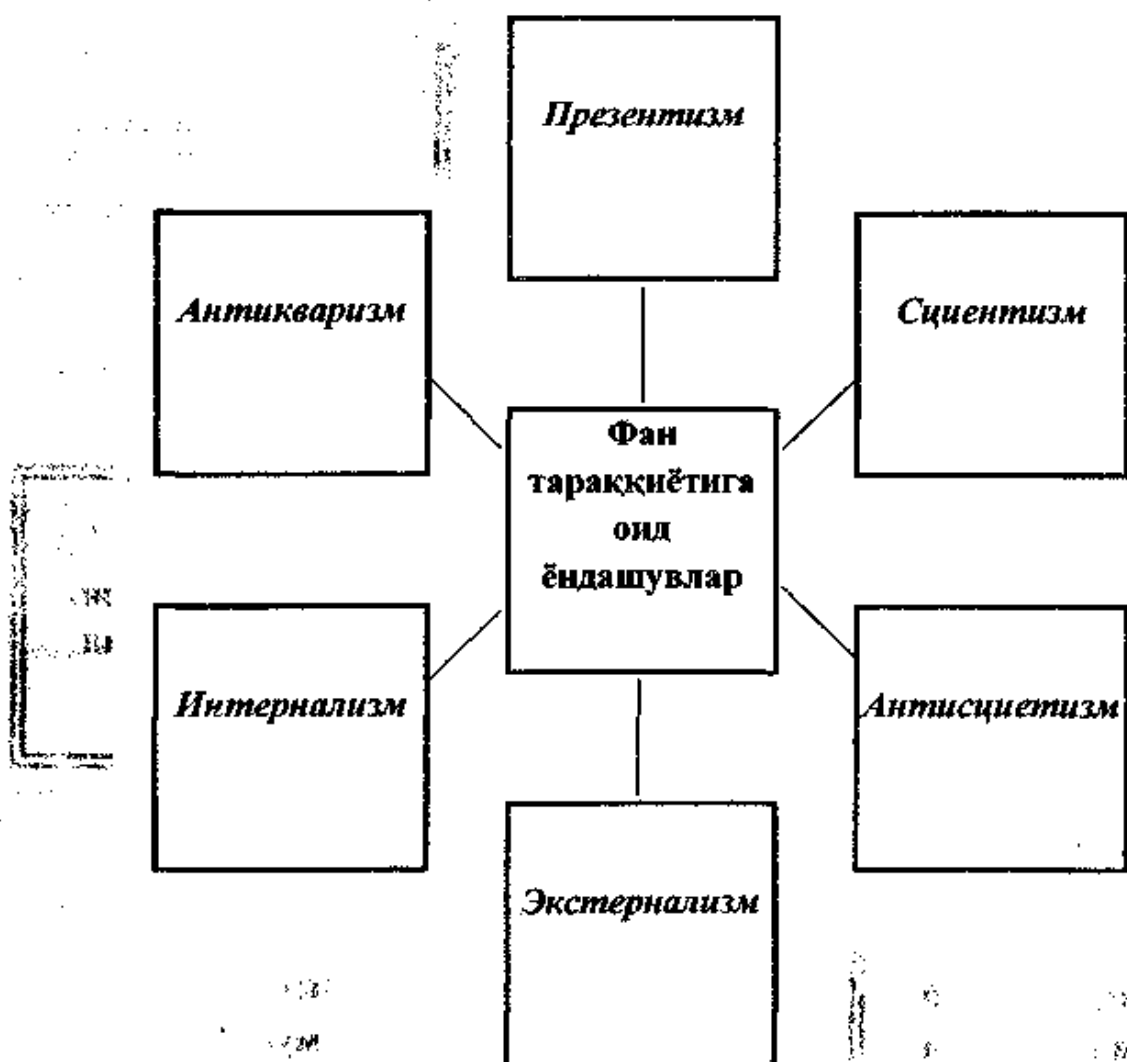 Презентизм
Антикваризм
Сциентизм
Фан
тараққиётига
оид
ёндашувлар
Интернализм
Антисциетизм
Экстернализм